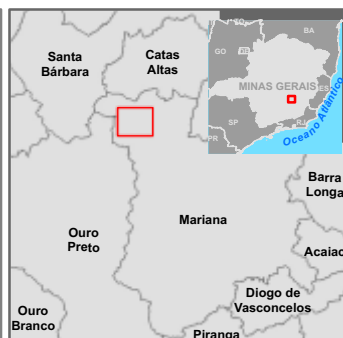 Santa
Bárbara
Catas
Altas
BA
GO
MINAS GERAIS
SP
RJ
PR
Oceano Atlântico
Barra
Longa
Ouro
Preto
Mariana
Acaiac
Diogo de
Vasconcelos
Ouro
Branco
Piranga